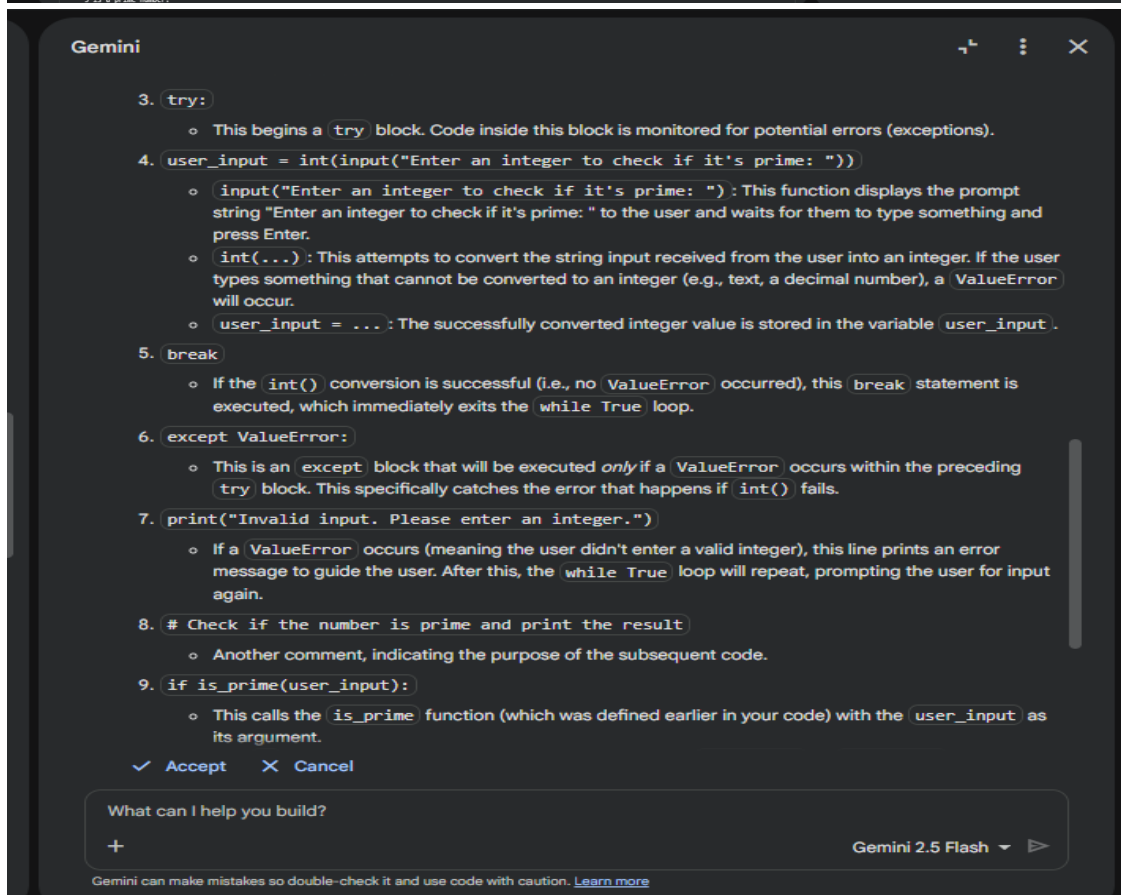 Gemini
3. try:
This begins a try block. Code inside this block is monitored for potential errors (exceptions).
4. user_input = int(input("Enter an integer to check if it's prime: "))
input("Enter an integer to check if it's prime: ") : This function displays the prompt
string "Enter an integer to check if it's prime: " to the user and waits for them to type something and
press Enter.
int(...) : This attempts to convert the string input received from the user into an integer. If the user
types something that cannot be converted to an integer (e.g., text, a decimal number), a ValueError
will occur.
user_input = ... : The successfully converted integer value is stored in the variable user_input .
5. break
If the int() conversion is successful (i.e., no ValueError occurred), this break statement is
executed, which immediately exits the while True loop.
6. except ValueError:
This is an except block that will be executed only if a ValueError occurs within the preceding
try block. This specifically catches the error that happens if int() fails.
7. print("Invalid input. Please enter an integer.")
If a ValueError occurs (meaning the user didn't enter a valid integer), this line prints an error
message to guide the user. After this, the while True loop will repeat, prompting the user for input
again.
8. # Check if the number is prime and print the result
Another comment, indicating the purpose of the subsequent code.
9. if is_prime(user_input):
This calls the is_prime function (which was defined earlier in your code) with the user_input as
its argument.
Accept Cancel
What can I help you build?
Gemini 2.5 Flash
Gemini can make mistakes so double-check it and use code with caution. Learn more